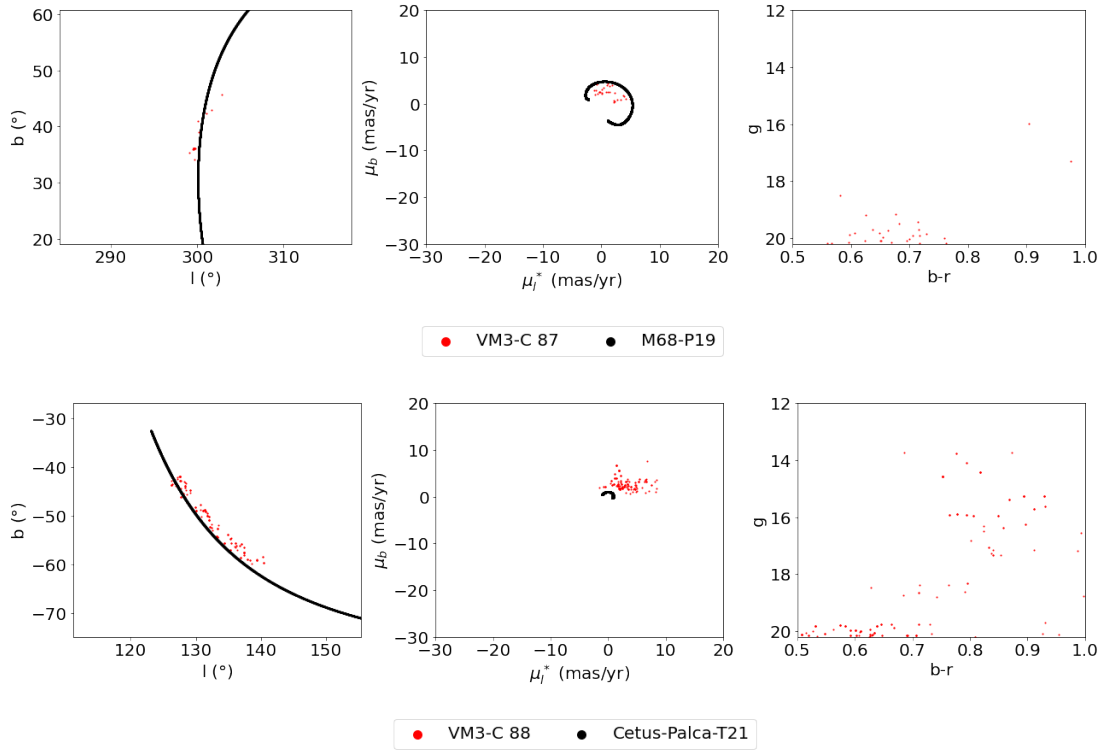 60
50
40
30
20
b (°)
290 300 310
l (°)
20
10
0
−10
−20
−30
μ_b (mas/yr)
−30 −20 −10 0 10 20
μ_l^* (mas/yr)
12
14
16
18
20
g
0.5 0.6 0.7 0.8 0.9 1.0
b-r
VM3-C 87 M68-P19
−30
−40
−50
−60
−70
b (°)
120 130 140 150
l (°)
20
10
0
−10
−20
−30
μ_b (mas/yr)
−30 −20 −10 0 10 20
μ_l^* (mas/yr)
12
14
16
18
20
g
0.5 0.6 0.7 0.8 0.9 1.0
b-r
VM3-C 88 Cetus-Palca-T21